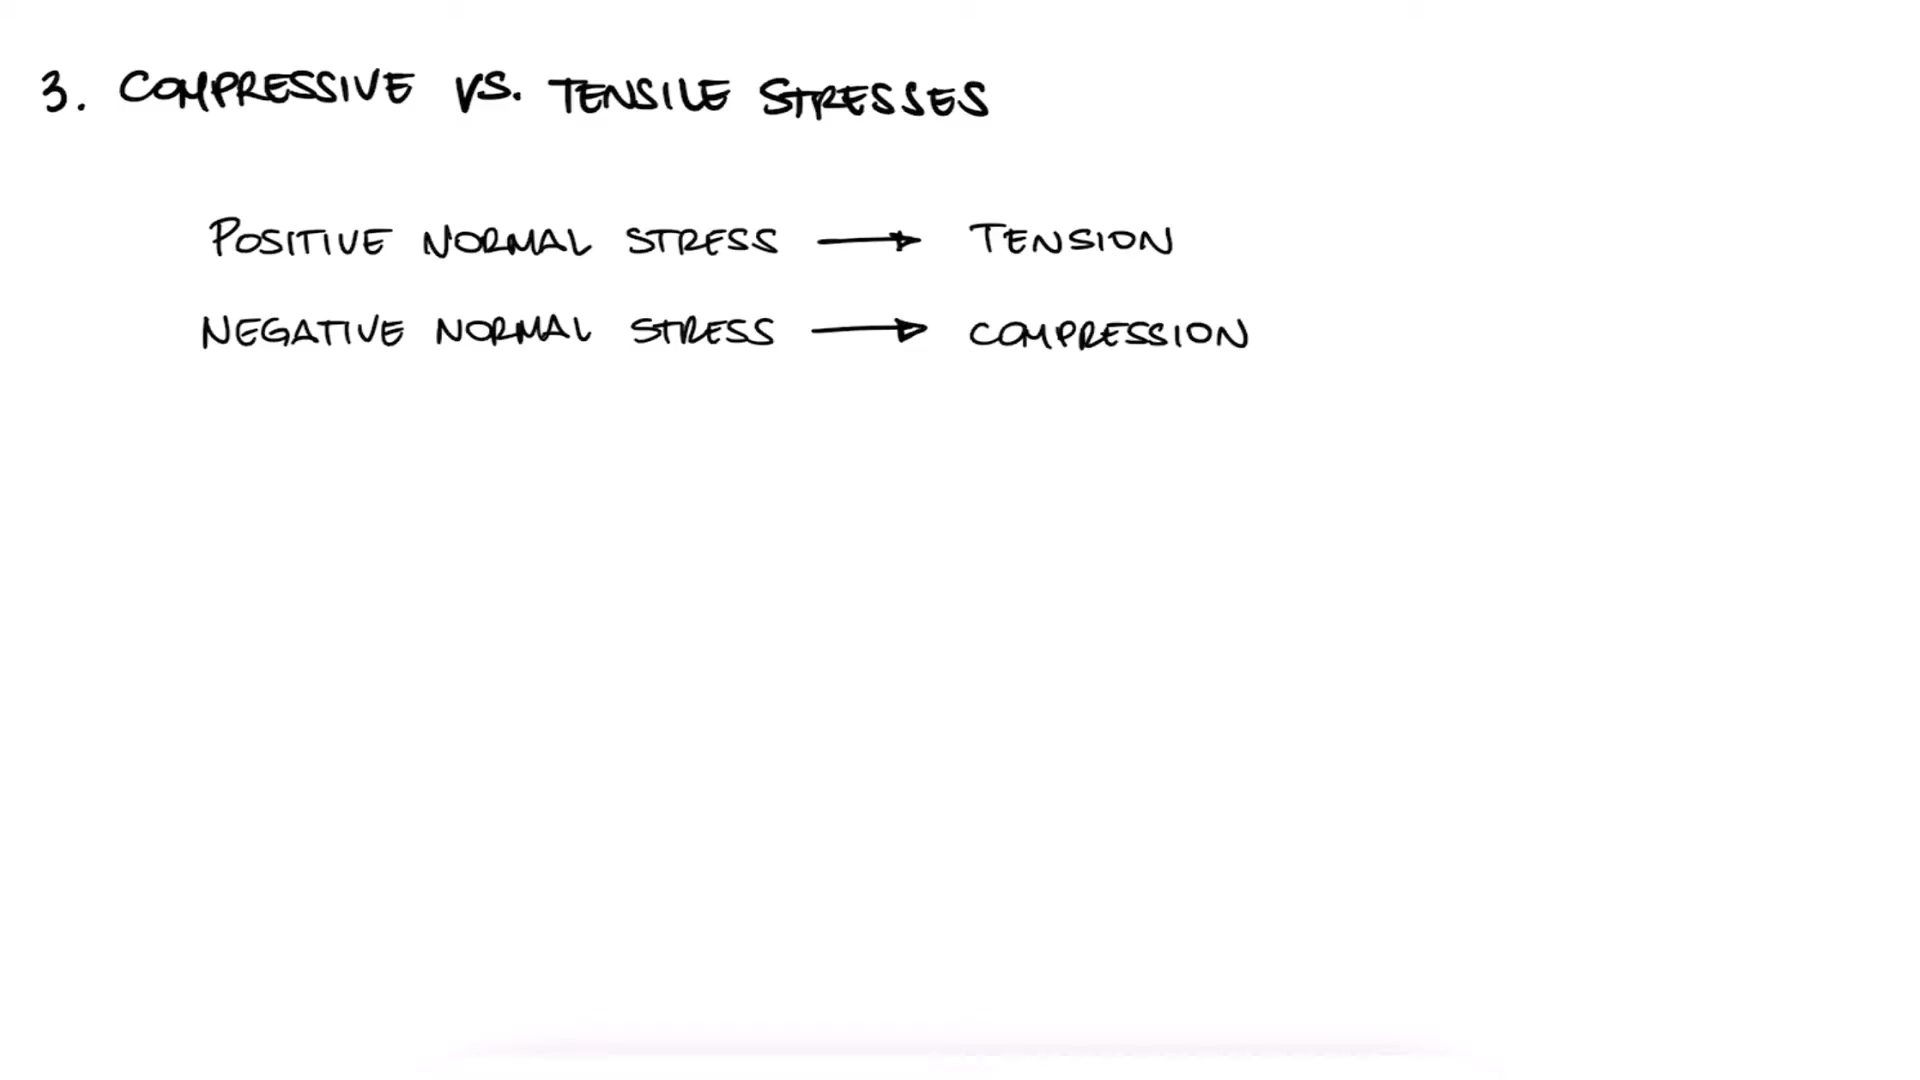 3. COMPRESSIVE VS. TENSILE STRESSES
POSITIVE NORMAL STRESS → TENSION
NEGATIVE NORMAL STRESS → COMPRESSION